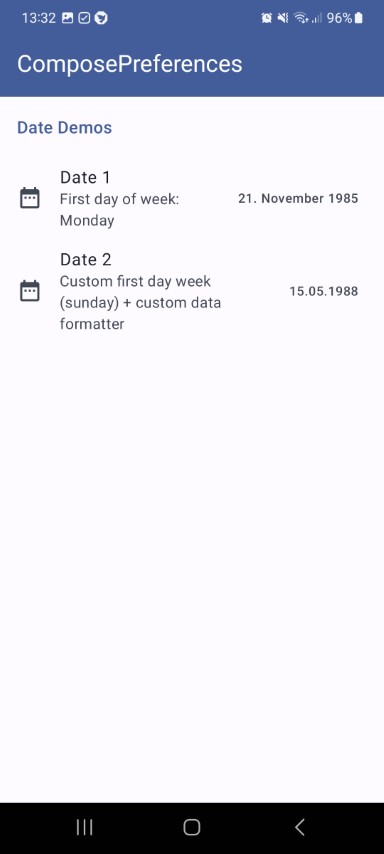 13:32
96%
ComposePreferences
Date Demos
Date 1
First day of week:
Monday
21. November 1985
Date 2
Custom first day week
(sunday) + custom data
formatter
15.05.1988